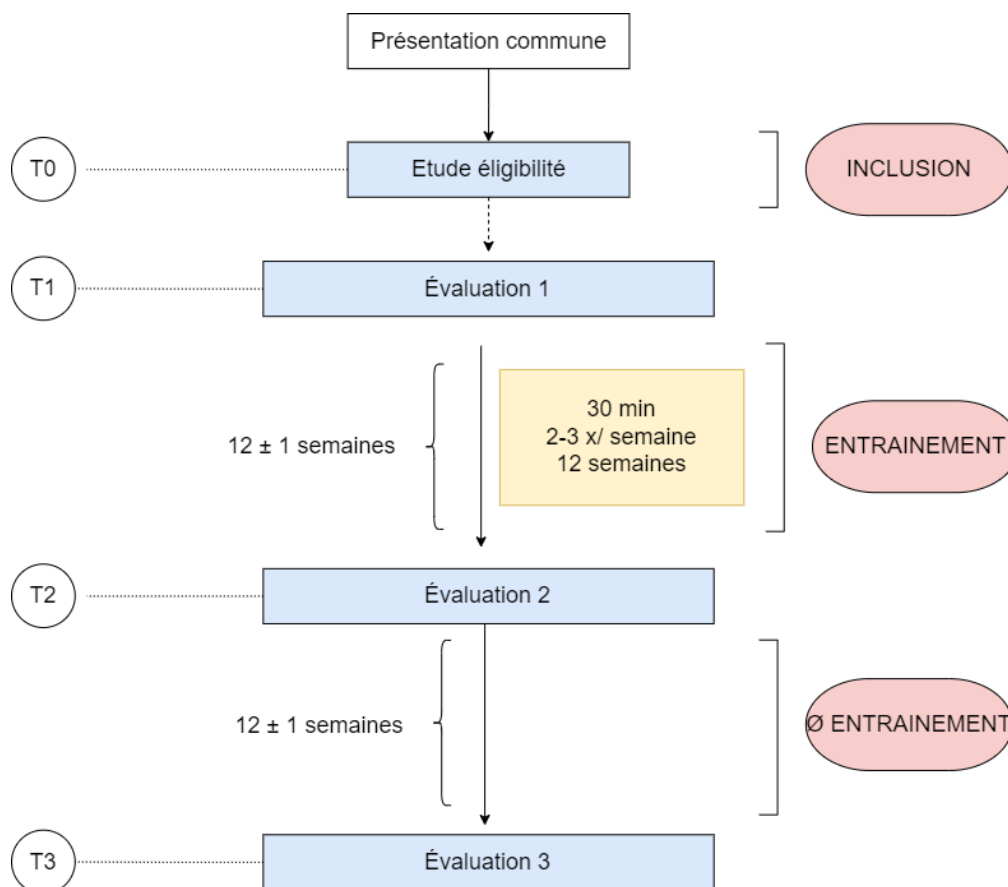 Présentation commune
T0
Etude éligibilité
INCLUSION
T1
Évaluation 1
12 ± 1 semaines
30 min
2-3 x/ semaine
12 semaines
ENTRAINEMENT
T2
Évaluation 2
12 ± 1 semaines
Ø ENTRAINEMENT
T3
Évaluation 3